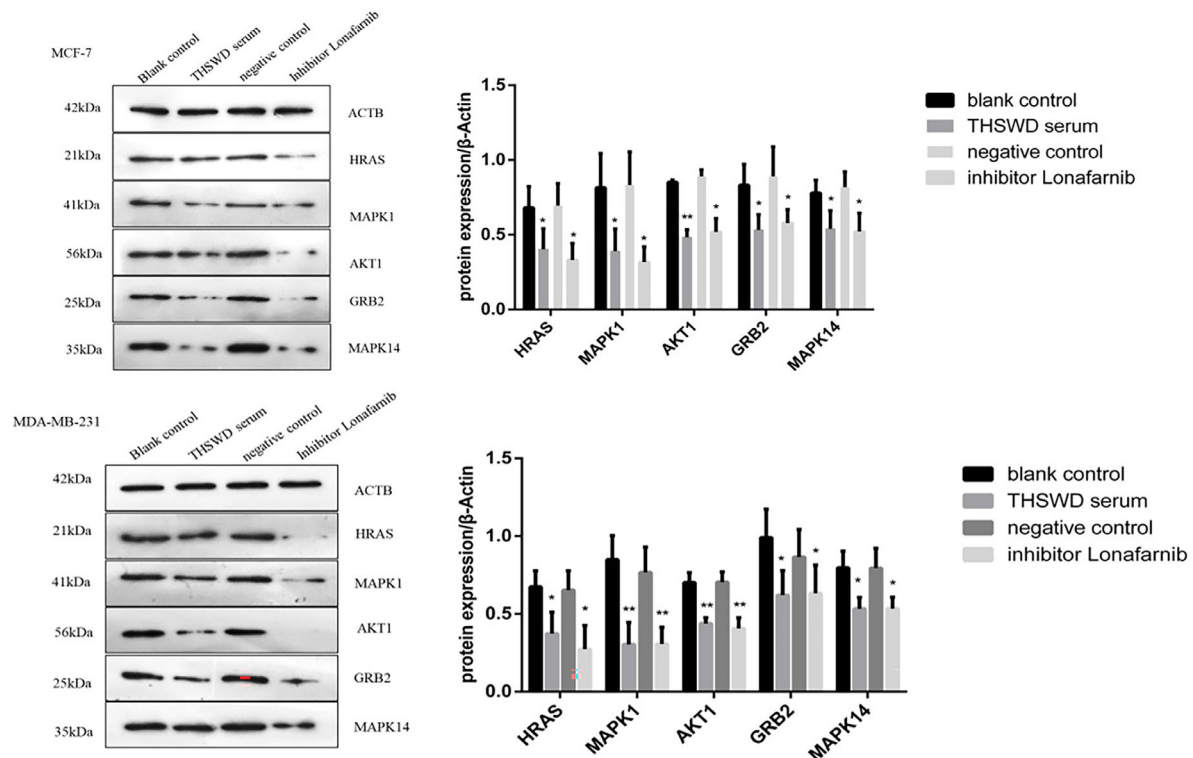 MCF-7
Blank control
THSWD serum
negative control
Inhibitor Lonafarnib
42kDa
ACTB
21kDa
HRAS
41kDa
MAPK1
56kDa
AKT1
25kDa
GRB2
35kDa
MAPK14
protein expression/β-Actin
1.5
1.0
0.5
0.0
* * * * ** * * * * *
HRAS
MAPK1
AKT1
GRB2
MAPK14
blank control
THSWD serum
negative control
inhibitor Lonafarnib
MDA-MB-231
Blank control
THSWD serum
negative control
Inhibitor Lonafarnib
42kDa
ACTB
21kDa
HRAS
41kDa
MAPK1
56kDa
AKT1
25kDa
GRB2
35kDa
MAPK14
protein expression/β-Actin
1.5
1.0
0.5
0.0
* * ** ** ** ** * * * *
HRAS
MAPK1
AKT1
GRB2
MAPK14
blank control
THSWD serum
negative control
inhibitor Lonafarnib